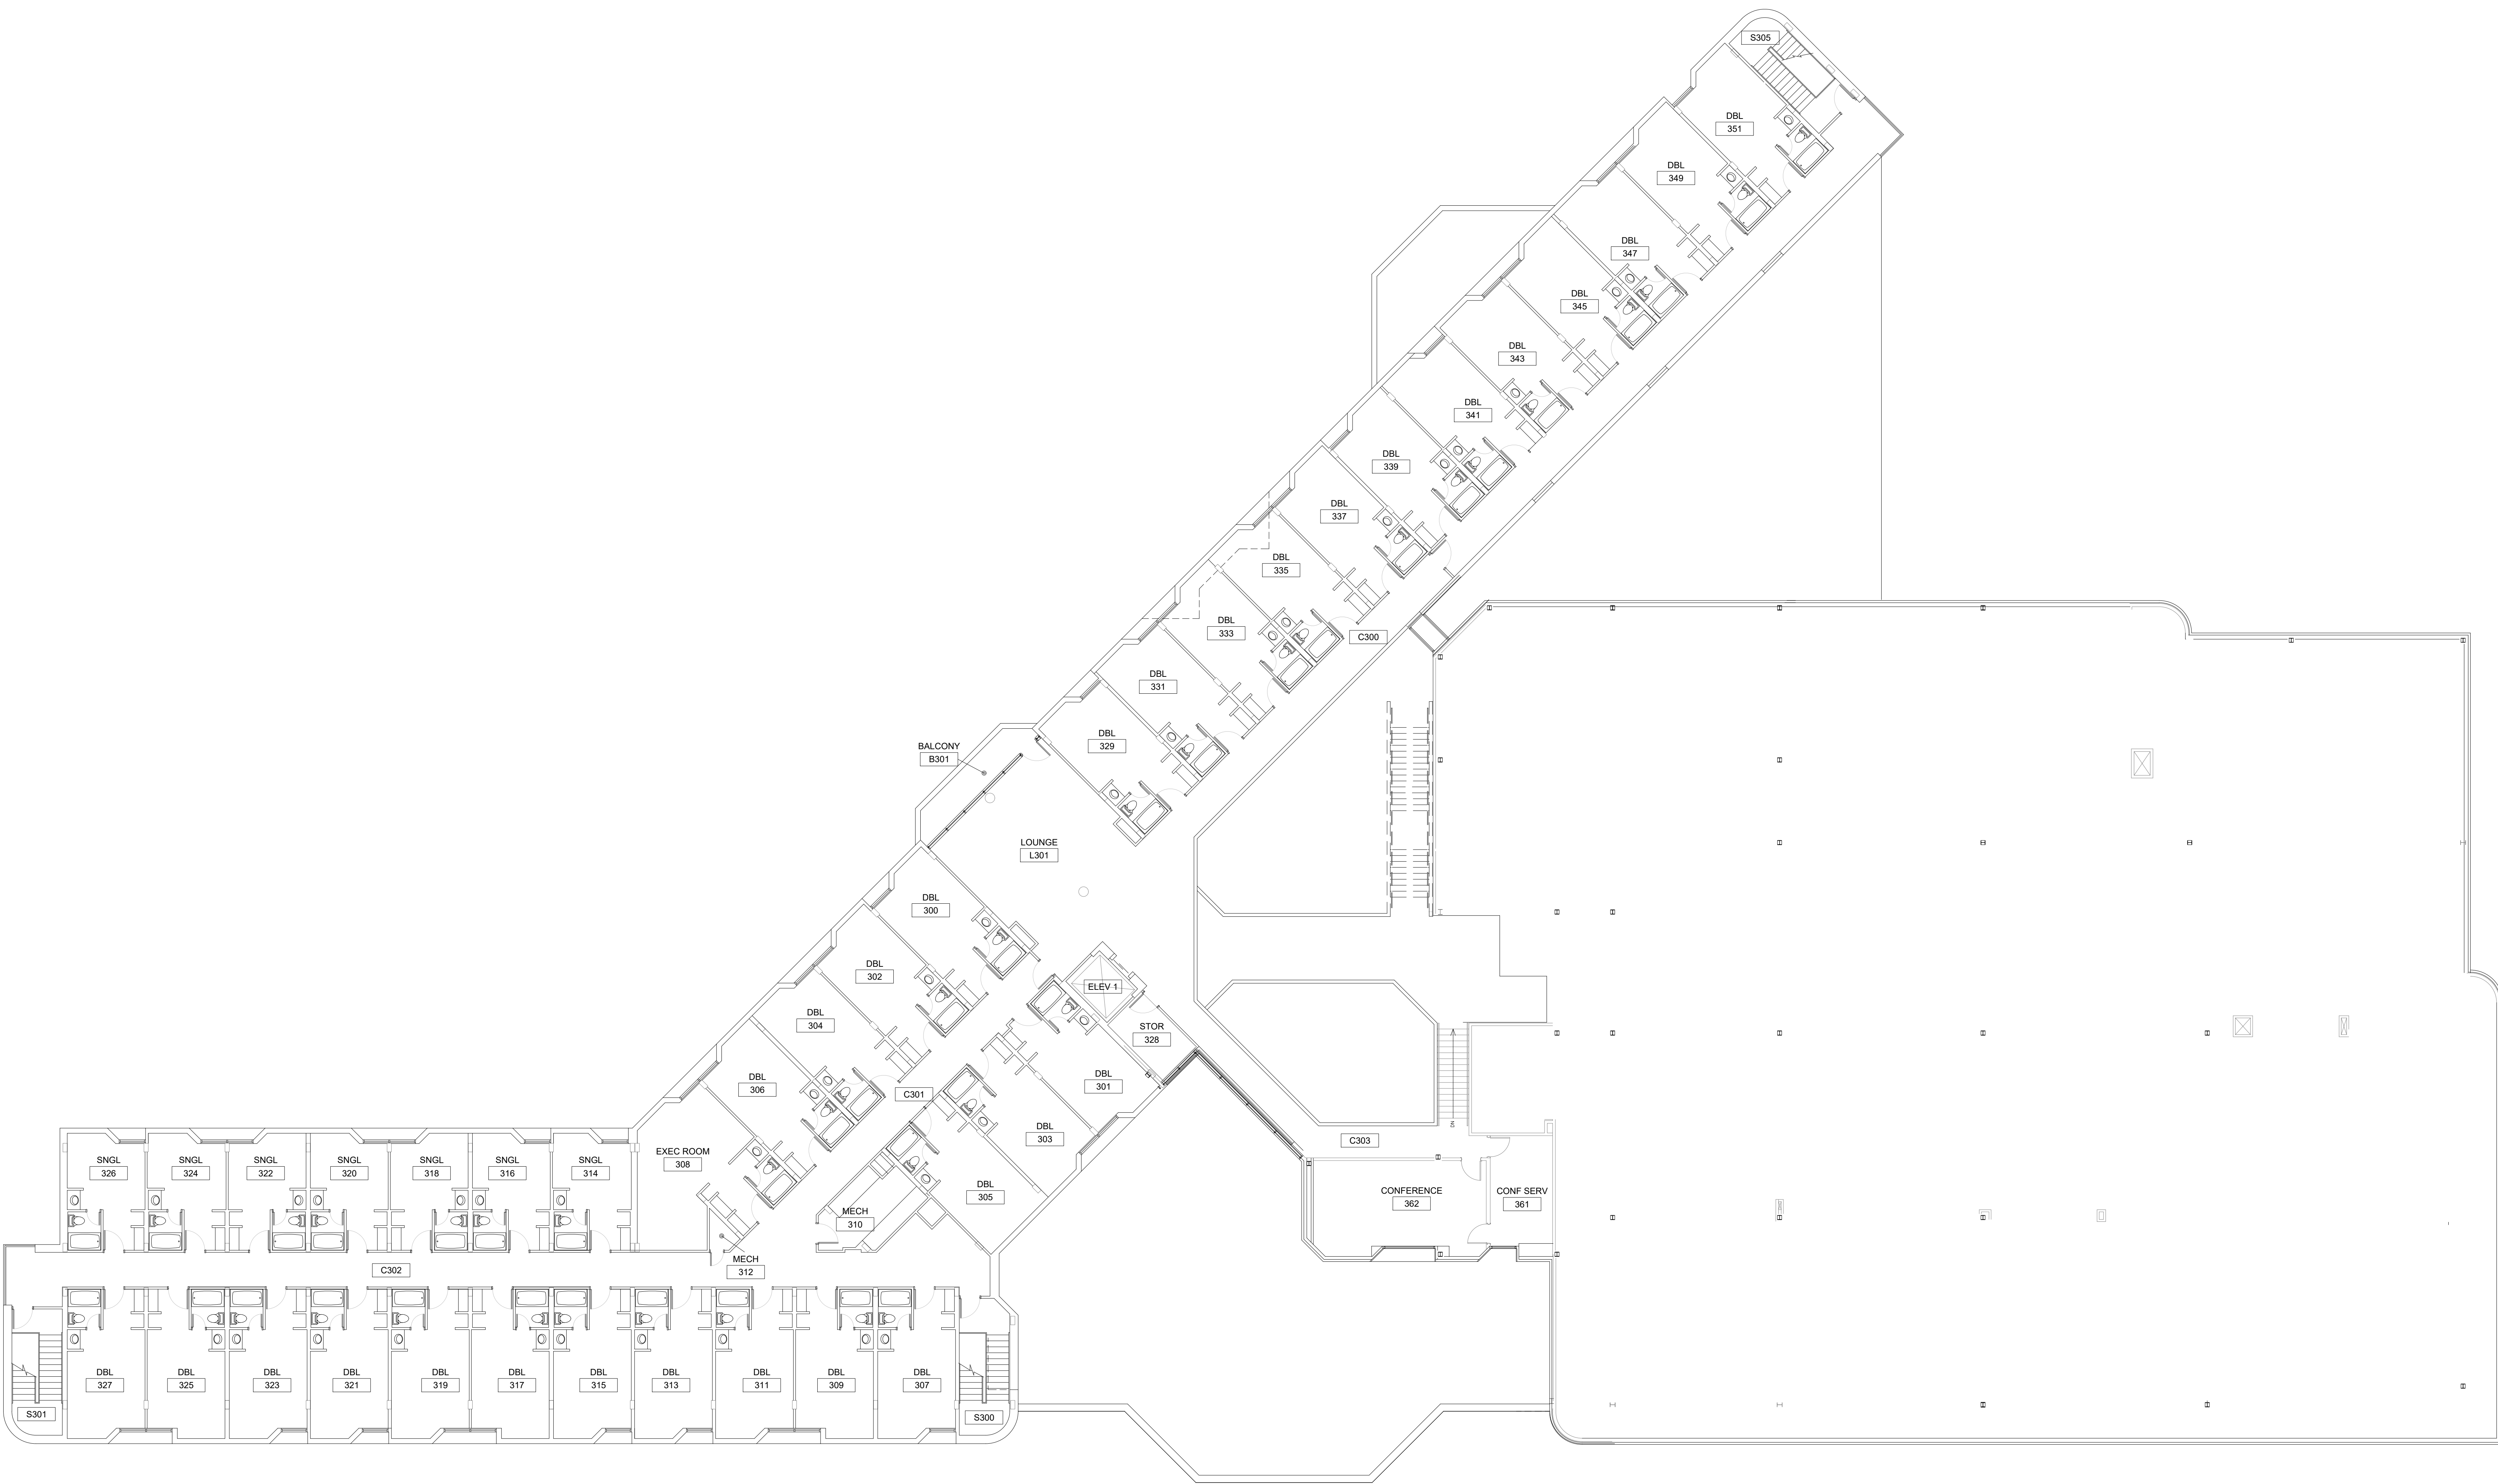 S305
DBL
351
DBL
349
DBL
347
DBL
345
DBL
343
DBL
341
DBL
339
DBL
337
DBL
335
DBL
333
C300
DBL
331
DBL
329
BALCONY
B301
LOUNGE
L301
DBL
300
DBL
302
ELEV 1
DBL
304
STOR
328
DBL
306
DBL
301
C301
DBL
303
C303
EXEC ROOM
308
SNGL
326
SNGL
324
SNGL
322
SNGL
320
SNGL
318
SNGL
316
SNGL
314
DBL
305
CONFERENCE
362
CONF SERV
361
MECH
310
MECH
312
C302
DBL
327
DBL
325
DBL
323
DBL
321
DBL
319
DBL
317
DBL
315
DBL
313
DBL
311
DBL
309
DBL
307
S301
S300